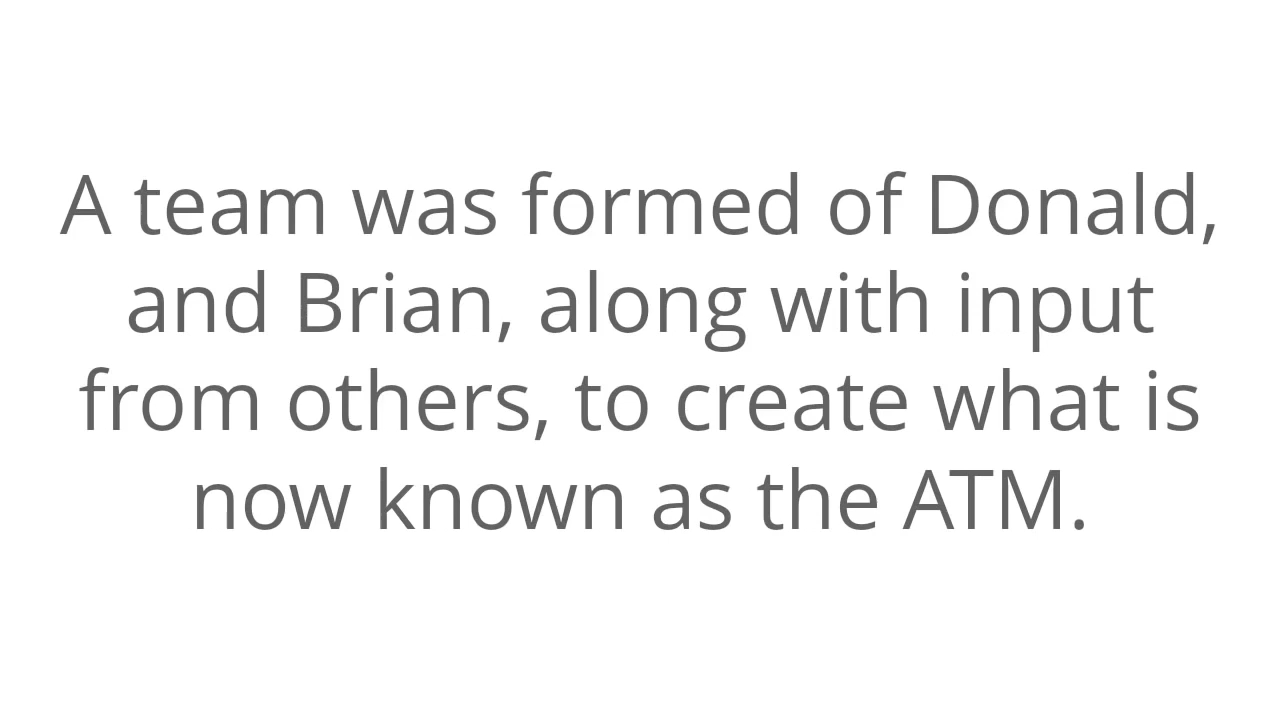 A team was formed of Donald,
and Brian, along with input
from others, to create what is
now known as the ATM.